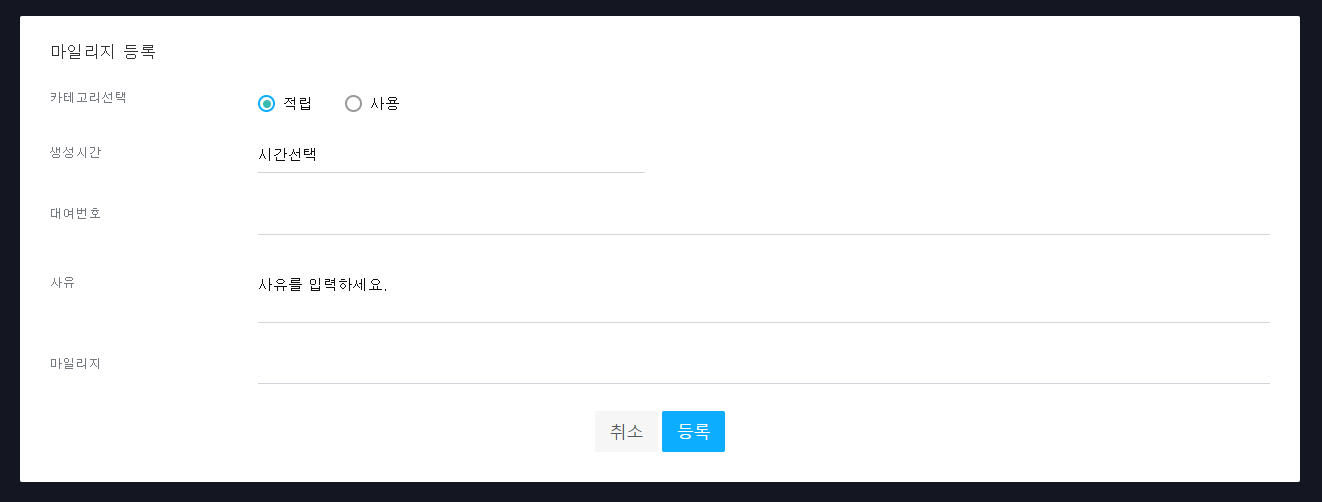 마일리지 등록
카테고리선택
적립 사용
생성시간
시간선택
대여번호
사유
사유를 입력하세요.
마일리지
취소 등록